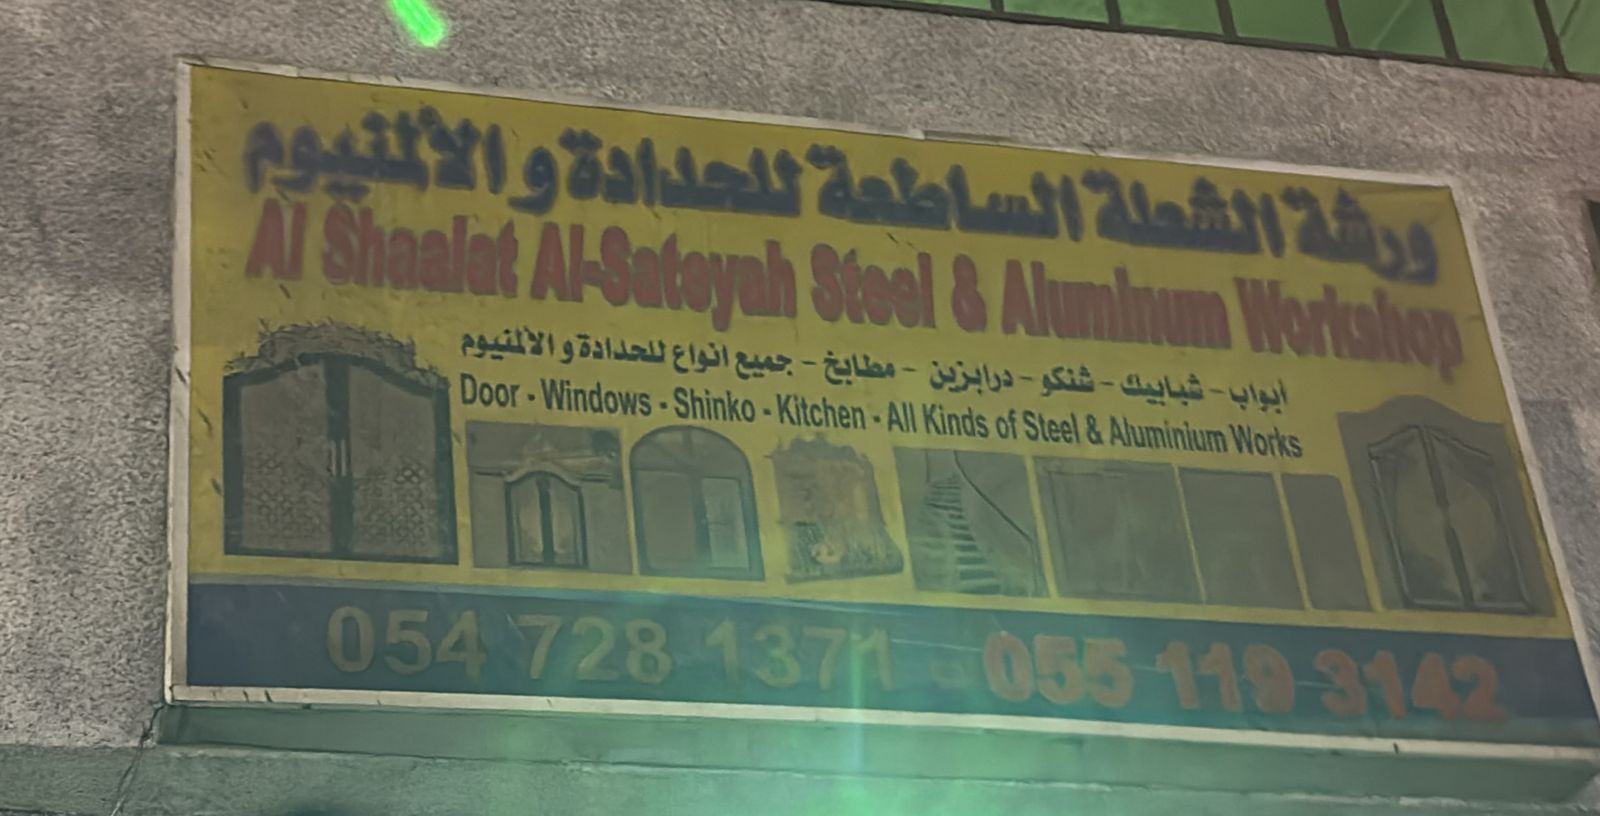 ورشة الشعلة الساطعة للحدادة و الألمنيوم
Al Shaalat Al-Sateyah Steel & Aluminum Workshop
أبواب - شبابيك - شنكو - درابزين - مطابخ - جميع انواع للحدادة و الألمنيوم
Door - Windows - Shinko - Kitchen - All Kinds of Steel & Aluminium Works
054 728 1371 - 055 119 3142